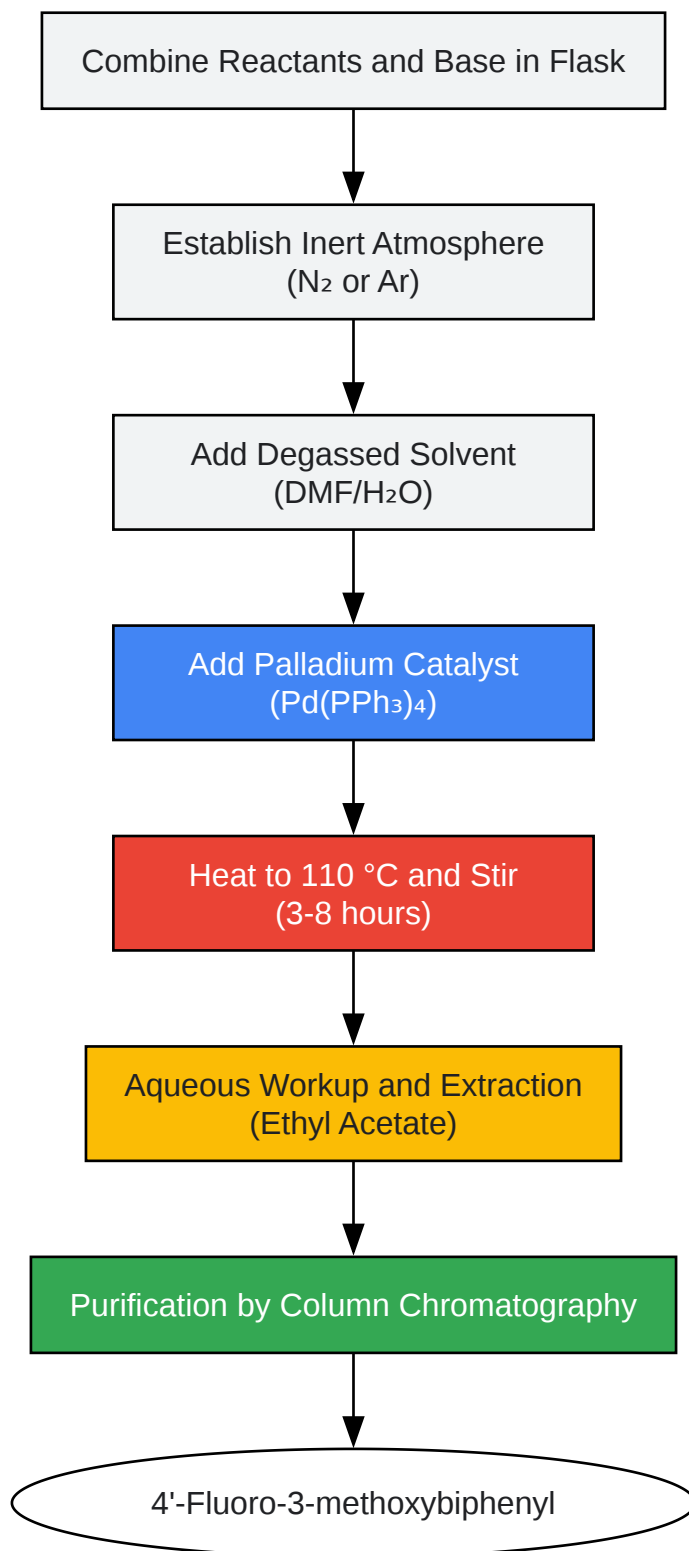 Combine Reactants and Base in Flask
Establish Inert Atmosphere
(N₂ or Ar)
Add Degassed Solvent
(DMF/H₂O)
Add Palladium Catalyst
(Pd(PPh₃)₄)
Heat to 110 °C and Stir
(3-8 hours)
Aqueous Workup and Extraction
(Ethyl Acetate)
Purification by Column Chromatography
4'-Fluoro-3-methoxybiphenyl